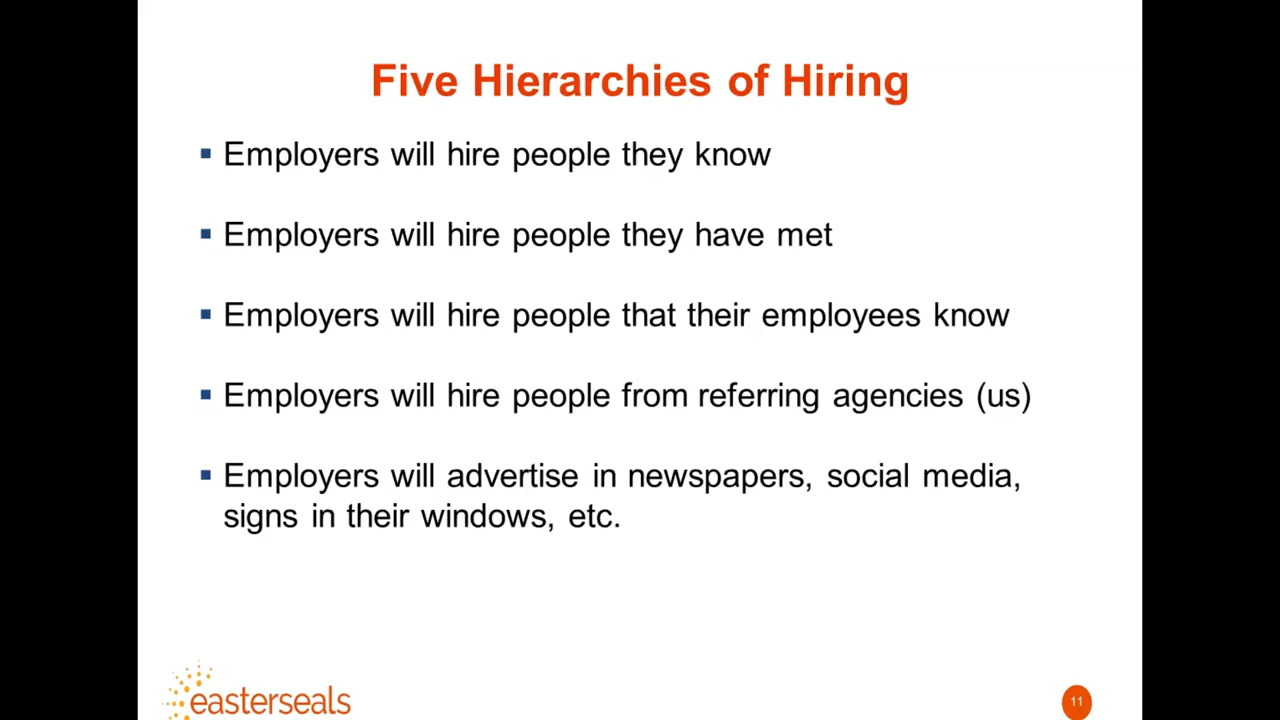 Five Hierarchies of Hiring
Employers will hire people they know
Employers will hire people they have met
Employers will hire people that their employees know
Employers will hire people from referring agencies (us)
Employers will advertise in newspapers, social media,
signs in their windows, etc.
easterseals
11